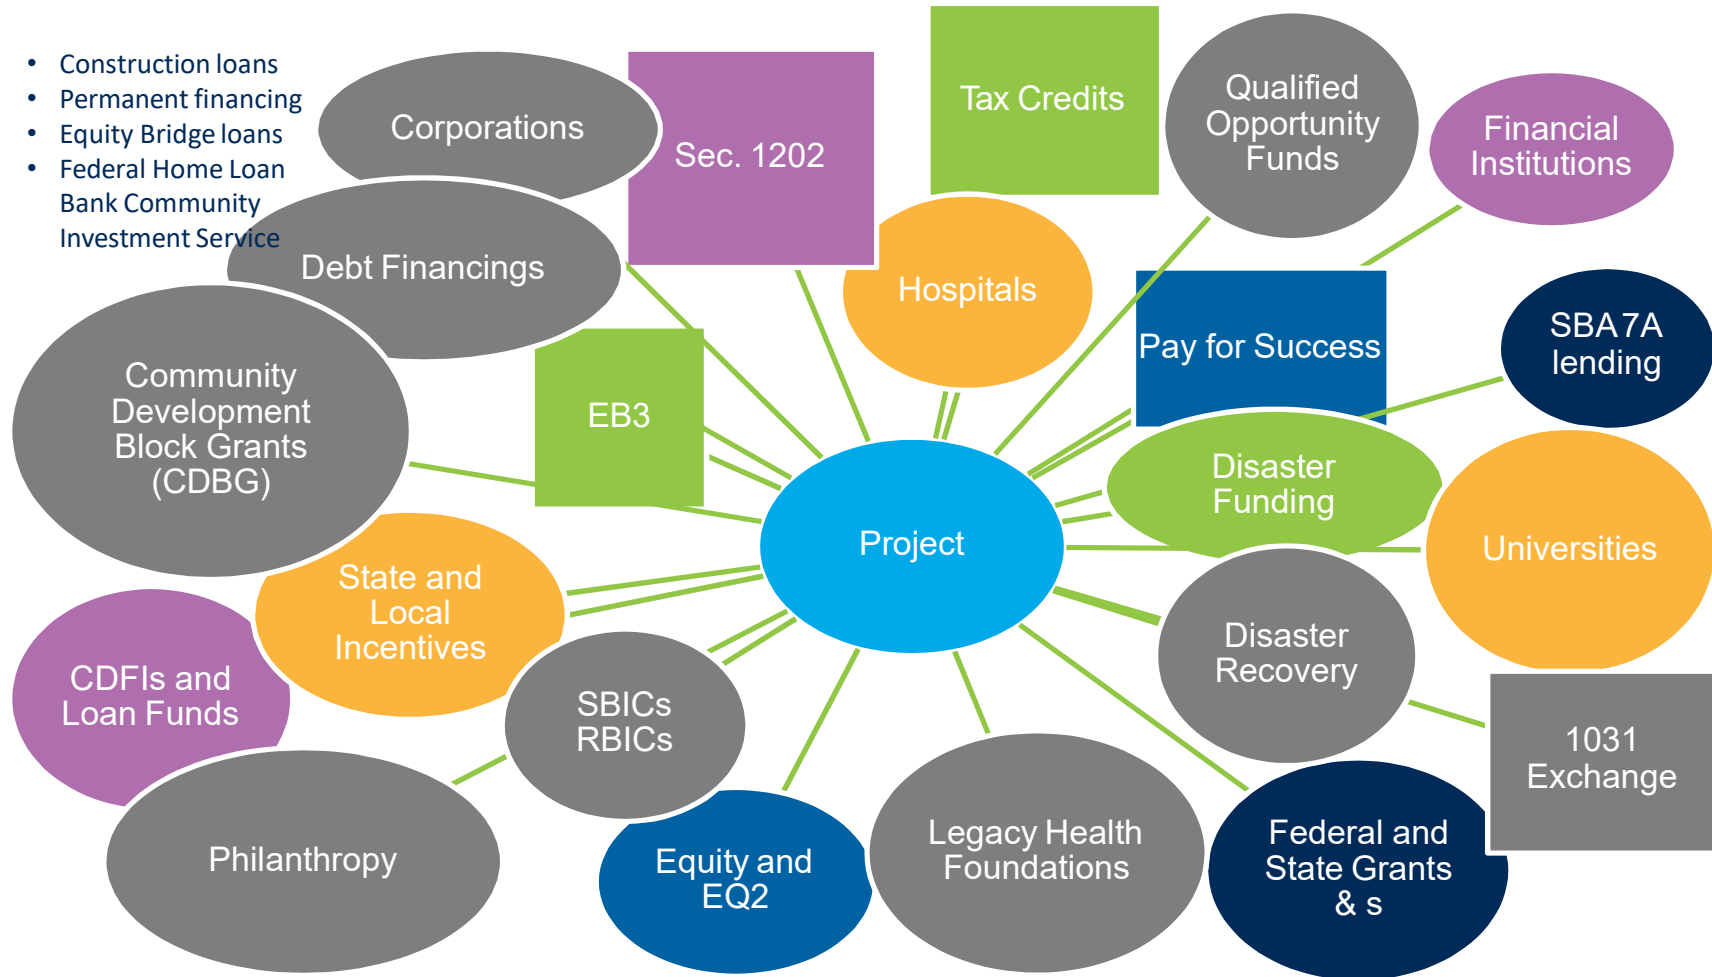 • Construction loans
• Permanent financing
• Equity Bridge loans
• Federal Home Loan
Bank Community
Investment Service
Corporations
Sec. 1202
Tax Credits
Qualified
Opportunity
Funds
Financial
Institutions
Debt Financings
Hospitals
Pay for Success
SBA 7A
lending
Community
Development
Block Grants
(CDBG)
EB3
Disaster
Funding
Project
Universities
State and
Local
Incentives
Disaster
Recovery
CDFIs and
Loan Funds
SBICs
RBICs
1031
Exchange
Philanthropy
Equity and
EQ2
Legacy Health
Foundations
Federal and
State Grants
& s